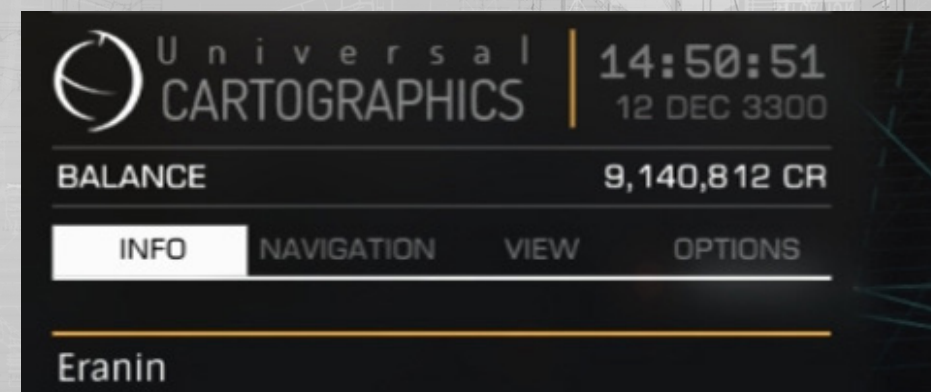 Universal
CARTOGRAPHICS
14:50:51
12 DEC 3300
BALANCE 9,140,812 CR
INFO NAVIGATION VIEW OPTIONS
Eranin